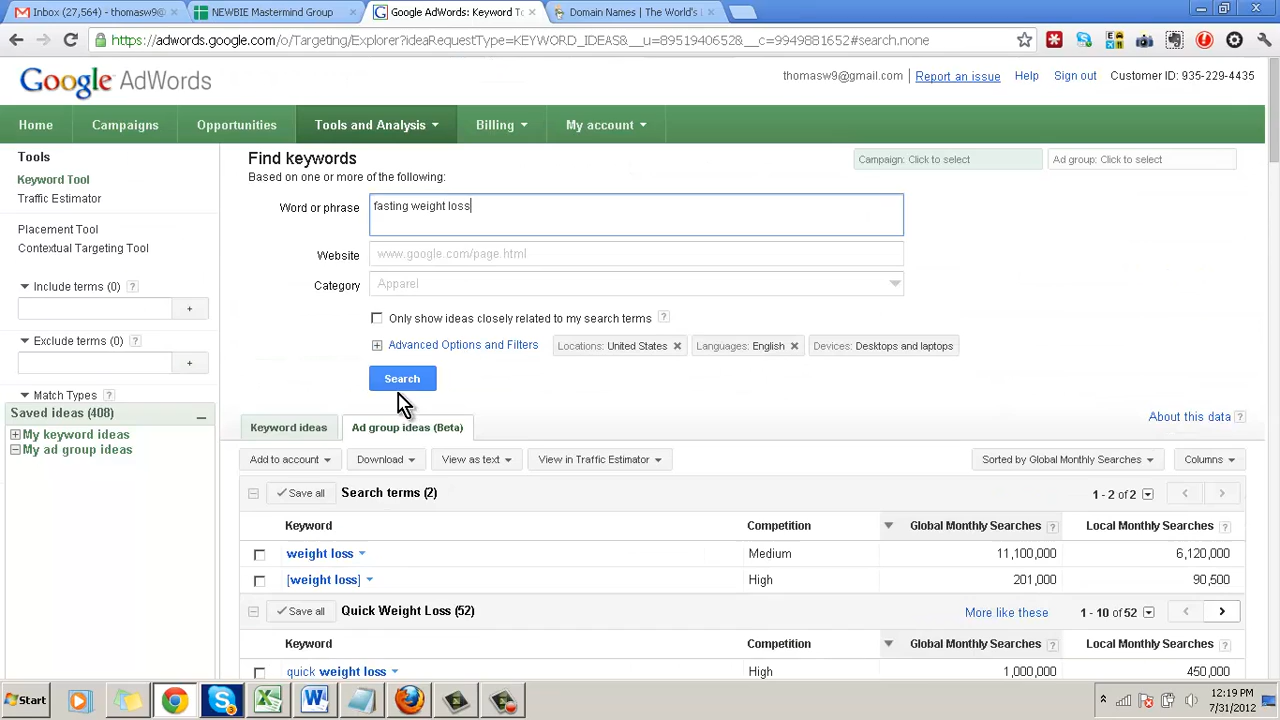 Inbox (27,564) - thomasw9@
NEWBIE Mastermind Group
Google AdWords: Keyword To
Domain Names | The World's
https://adwords.google.com/o/Targeting/Explorer?ideaRequestType=KEYWORD_IDEAS&__u=8951940652&__c=9949881652#search.none
Google AdWords
thomasw9@gmail.com
Report an issue
Help
Sign out
Customer ID: 935-229-4435
Home
Campaigns
Opportunities
Tools and Analysis
Billing
My account
Tools
Keyword Tool
Traffic Estimator
Placement Tool
Contextual Targeting Tool
Include terms (0) ?
+
Exclude terms (0) ?
+
Match Types ?
Saved ideas (408)
My keyword ideas
My ad group ideas
Find keywords
Campaign: Click to select
Ad group: Click to select
Based on one or more of the following:
Word or phrase
fasting weight loss
Website
www.google.com/page.html
Category
Apparel
Only show ideas closely related to my search terms ?
Advanced Options and Filters
Locations: United States
Languages: English
Devices: Desktops and laptops
Search
About this data ?
Keyword ideas
Ad group ideas (Beta)
Add to account
Download
View as text
View in Traffic Estimator
Sorted by Global Monthly Searches
Columns
Save all
Search terms (2)
1 - 2 of 2
Keyword
Competition
Global Monthly Searches ?
Local Monthly Searches ?
weight loss
Medium
11,100,000
6,120,000
[weight loss]
High
201,000
90,500
Save all
Quick Weight Loss (52)
More like these
1 - 10 of 52
Keyword
Competition
Global Monthly Searches ?
Local Monthly Searches ?
quick weight loss
High
1,000,000
450,000
Start
12:19 PM
7/31/2012